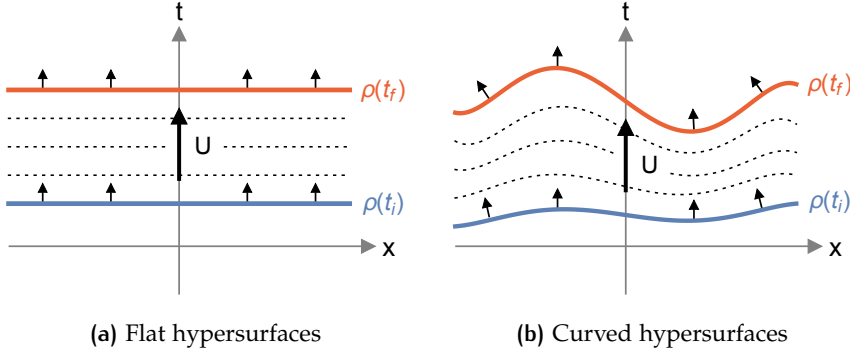 t
ρ(t_f)
U
ρ(t_i)
x
(a) Flat hypersurfaces
t
ρ(t_f)
U
ρ(t_i)
x
(b) Curved hypersurfaces